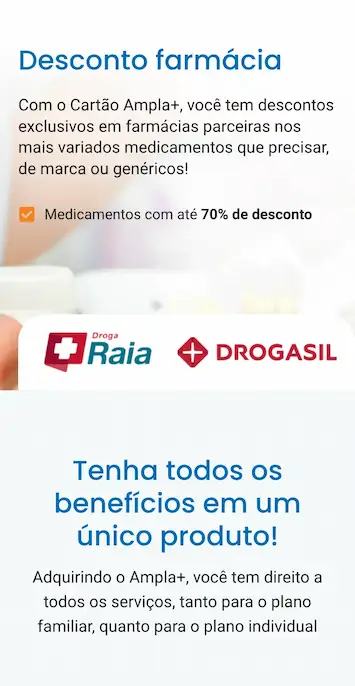 Desconto farmácia
Com o Cartão Ampla+, você tem descontos
exclusivos em farmácias parceiras nos
mais variados medicamentos que precisar,
de marca ou genéricos!
Medicamentos com até 70% de desconto
Droga
Raia
DROGASIL
Tenha todos os
benefícios em um
único produto!
Adquirindo o Ampla+, você tem direito a
todos os serviços, tanto para o plano
familiar, quanto para o plano individual